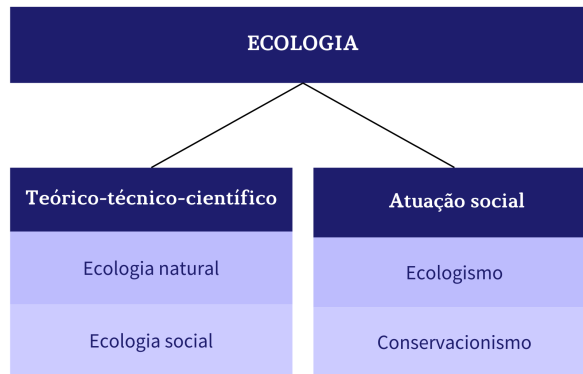 ECOLOGIA
Teórico-técnico-científico
Ecologia natural
Ecologia social
Atuação social
Ecologismo
Conservacionismo